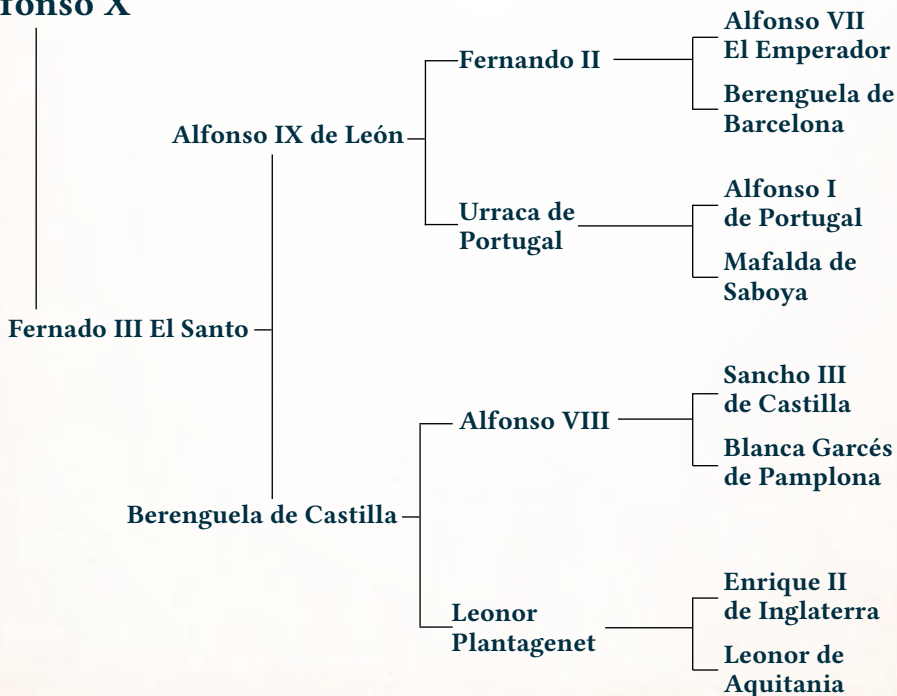 fonso X
Alfonso VII
El Emperador
Fernando II
Berenguela de
Barcelona
Alfonso IX de León
Alfonso I
de Portugal
Urraca de
Portugal
Mafalda de
Saboya
Fernado III El Santo
Sancho III
de Castilla
Alfonso VIII
Blanca Garcés
de Pamplona
Berenguela de Castilla
Enrique II
de Inglaterra
Leonor
Plantagenet
Leonor de
Aquitania